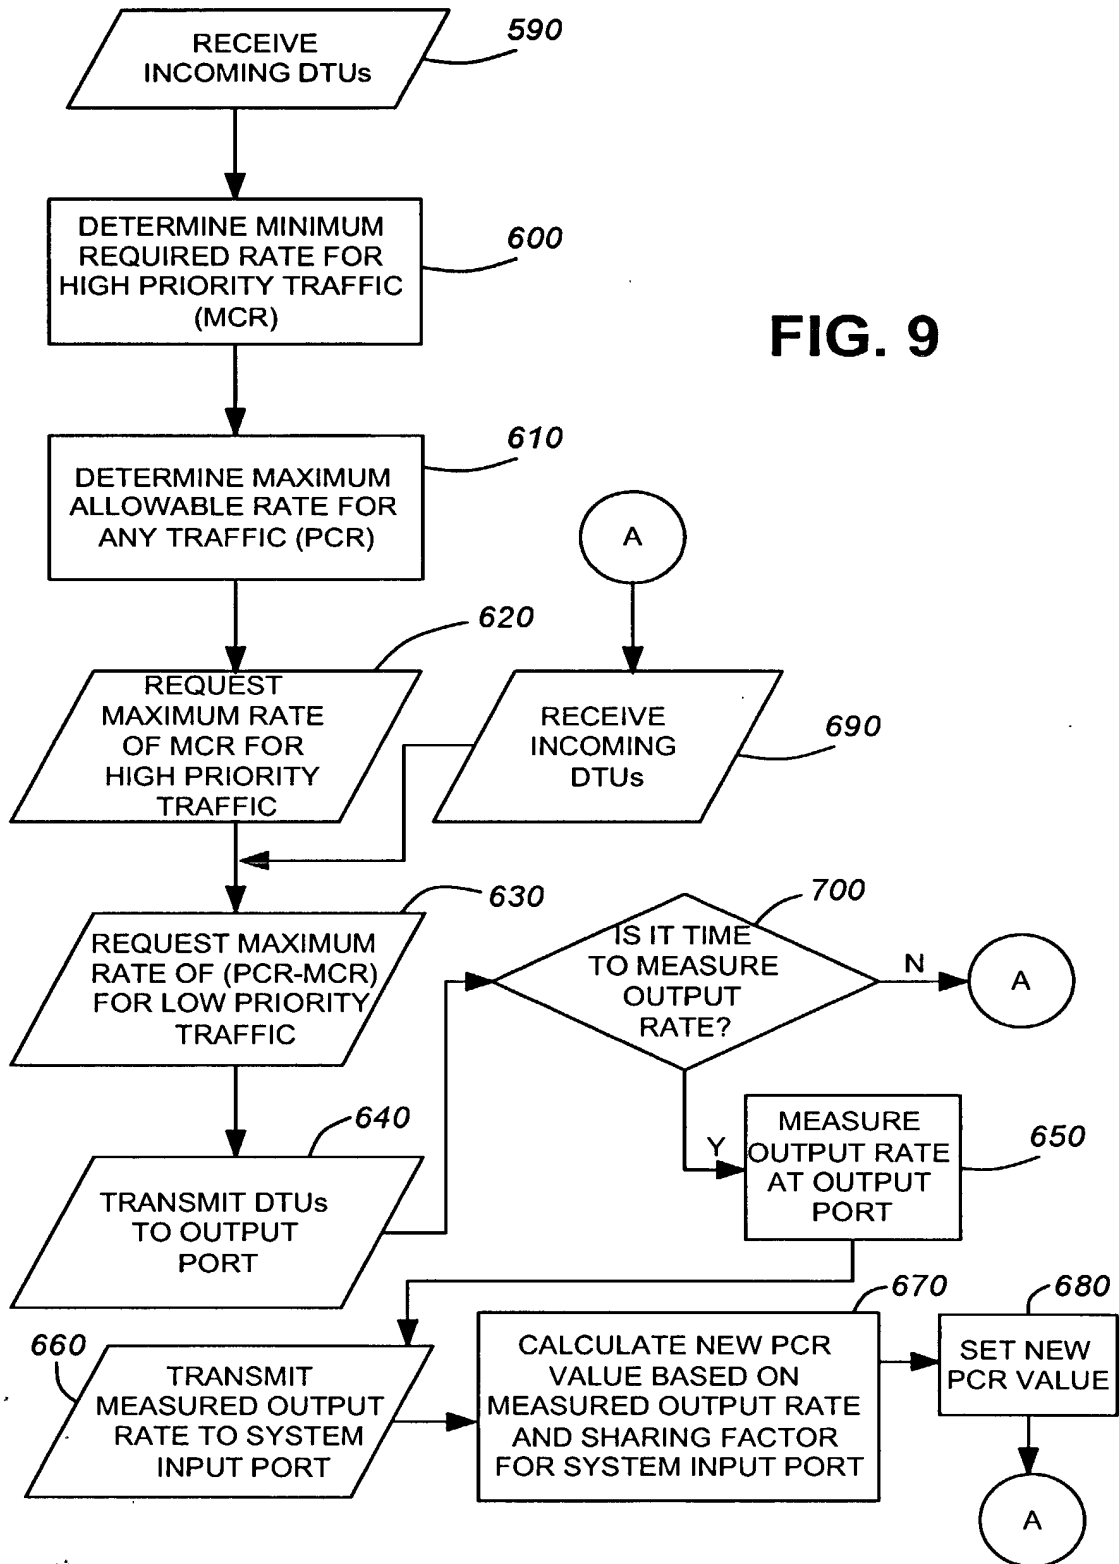 RECEIVE
INCOMING DTUs
590
DETERMINE MINIMUM
REQUIRED RATE FOR
HIGH PRIORITY TRAFFIC
(MCR)
600
FIG. 9
DETERMINE MAXIMUM
ALLOWABLE RATE FOR
ANY TRAFFIC (PCR)
610
A
REQUEST
MAXIMUM RATE
OF MCR FOR
HIGH PRIORITY
TRAFFIC
620
RECEIVE
INCOMING
DTUs
690
REQUEST MAXIMUM
RATE OF (PCR-MCR)
FOR LOW PRIORITY
TRAFFIC
630
IS IT TIME
TO MEASURE
OUTPUT
RATE?
700
N
A
Y
TRANSMIT DTUs
TO OUTPUT
PORT
640
MEASURE
OUTPUT RATE
AT OUTPUT
PORT
650
TRANSMIT
MEASURED OUTPUT
RATE TO SYSTEM
INPUT PORT
660
CALCULATE NEW PCR
VALUE BASED ON
MEASURED OUTPUT RATE
AND SHARING FACTOR
FOR SYSTEM INPUT PORT
670
SET NEW
PCR VALUE
680
A